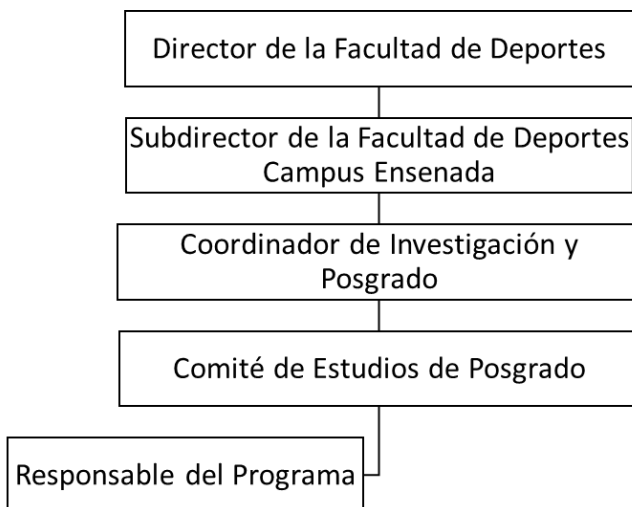 Director de la Facultad de Deportes
Subdirector de la Facultad de Deportes
Campus Ensenada
Coordinador de Investigación y
Posgrado
Comité de Estudios de Posgrado
Responsable del Programa